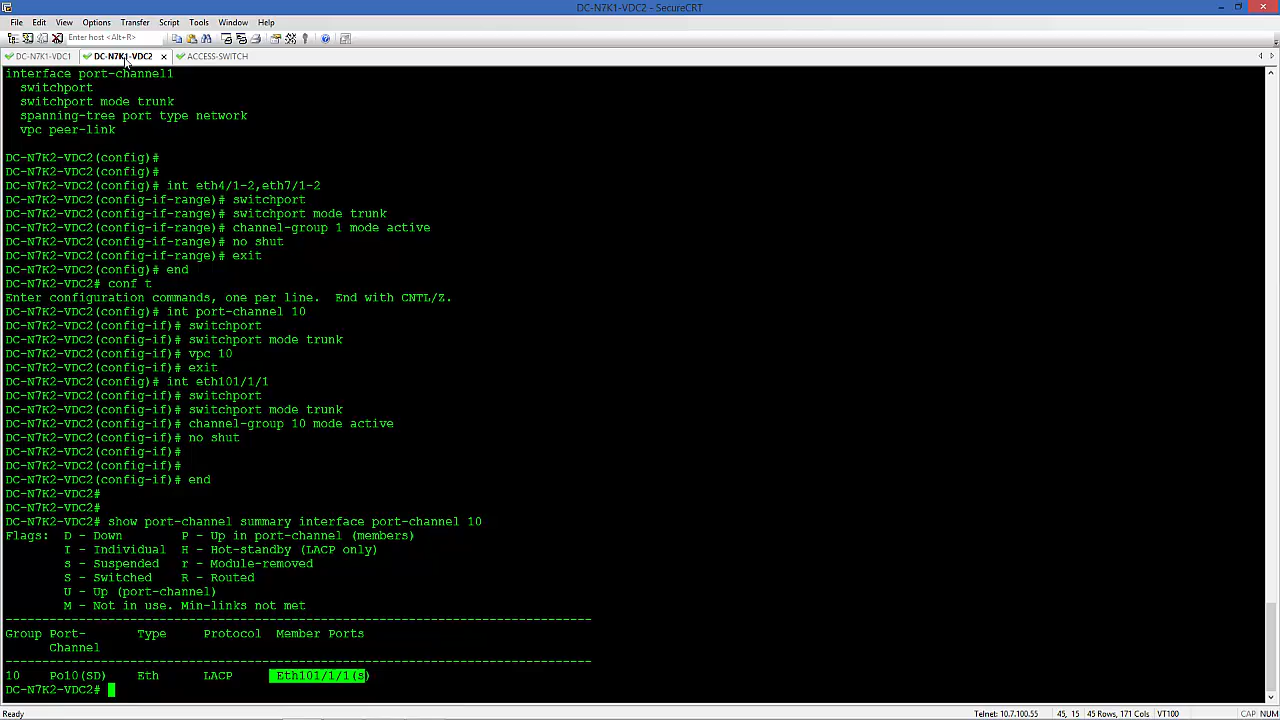 DC-N7K1-VDC2 - SecureCRT
File Edit View Options Transfer Script Tools Window Help
Enter host <Alt+R>
DC-N7K1-VDC1 DC-N7K1-VDC2 ACCESS-SWITCH
interface port-channel1
  switchport
  switchport mode trunk
  spanning-tree port type network
  vpc peer-link
DC-N7K2-VDC2(config)#
DC-N7K2-VDC2(config)#
DC-N7K2-VDC2(config)# int eth4/1-2,eth7/1-2
DC-N7K2-VDC2(config-if-range)# switchport
DC-N7K2-VDC2(config-if-range)# switchport mode trunk
DC-N7K2-VDC2(config-if-range)# channel-group 1 mode active
DC-N7K2-VDC2(config-if-range)# no shut
DC-N7K2-VDC2(config-if-range)# exit
DC-N7K2-VDC2(config)# end
DC-N7K2-VDC2# conf t
Enter configuration commands, one per line.  End with CNTL/Z.
DC-N7K2-VDC2(config)# int port-channel 10
DC-N7K2-VDC2(config-if)# switchport
DC-N7K2-VDC2(config-if)# switchport mode trunk
DC-N7K2-VDC2(config-if)# vpc 10
DC-N7K2-VDC2(config-if)# exit
DC-N7K2-VDC2(config)# int eth101/1/1
DC-N7K2-VDC2(config-if)# switchport
DC-N7K2-VDC2(config-if)# switchport mode trunk
DC-N7K2-VDC2(config-if)# channel-group 10 mode active
DC-N7K2-VDC2(config-if)# no shut
DC-N7K2-VDC2(config-if)#
DC-N7K2-VDC2(config-if)#
DC-N7K2-VDC2(config-if)# end
DC-N7K2-VDC2#
DC-N7K2-VDC2#
DC-N7K2-VDC2# show port-channel summary interface port-channel 10
Flags:  D - Down        P - Up in port-channel (members)
        I - Individual  H - Hot-standby (LACP only)
        s - Suspended   r - Module-removed
        S - Switched    R - Routed
        U - Up (port-channel)
        M - Not in use. Min-links not met
--------------------------------------------------------------------------------
Group Port-       Type     Protocol  Member Ports
      Channel
--------------------------------------------------------------------------------
10    Po10(SD)    Eth      LACP      Eth101/1/1(s)
DC-N7K2-VDC2#
Ready Telnet: 10.7.100.55 45, 15 45 Rows, 171 Cols VT100 CAP NUM